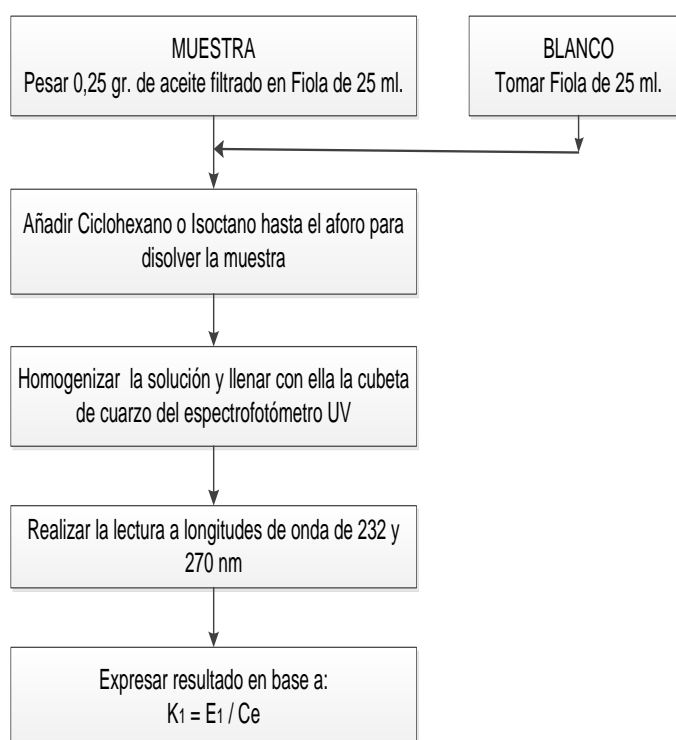 MUESTRA
Pesar 0,25 gr. de aceite filtrado en Fiola de 25 ml.
BLANCO
Tomar Fiola de 25 ml.
Añadir Ciclohexano o Isoctano hasta el aforo para
disolver la muestra
Homogenizar la solución y llenar con ella la cubeta
de cuarzo del espectrofotómetro UV
Realizar la lectura a longitudes de onda de 232 y
270 nm
Expresar resultado en base a:
K1 = E1 / Ce